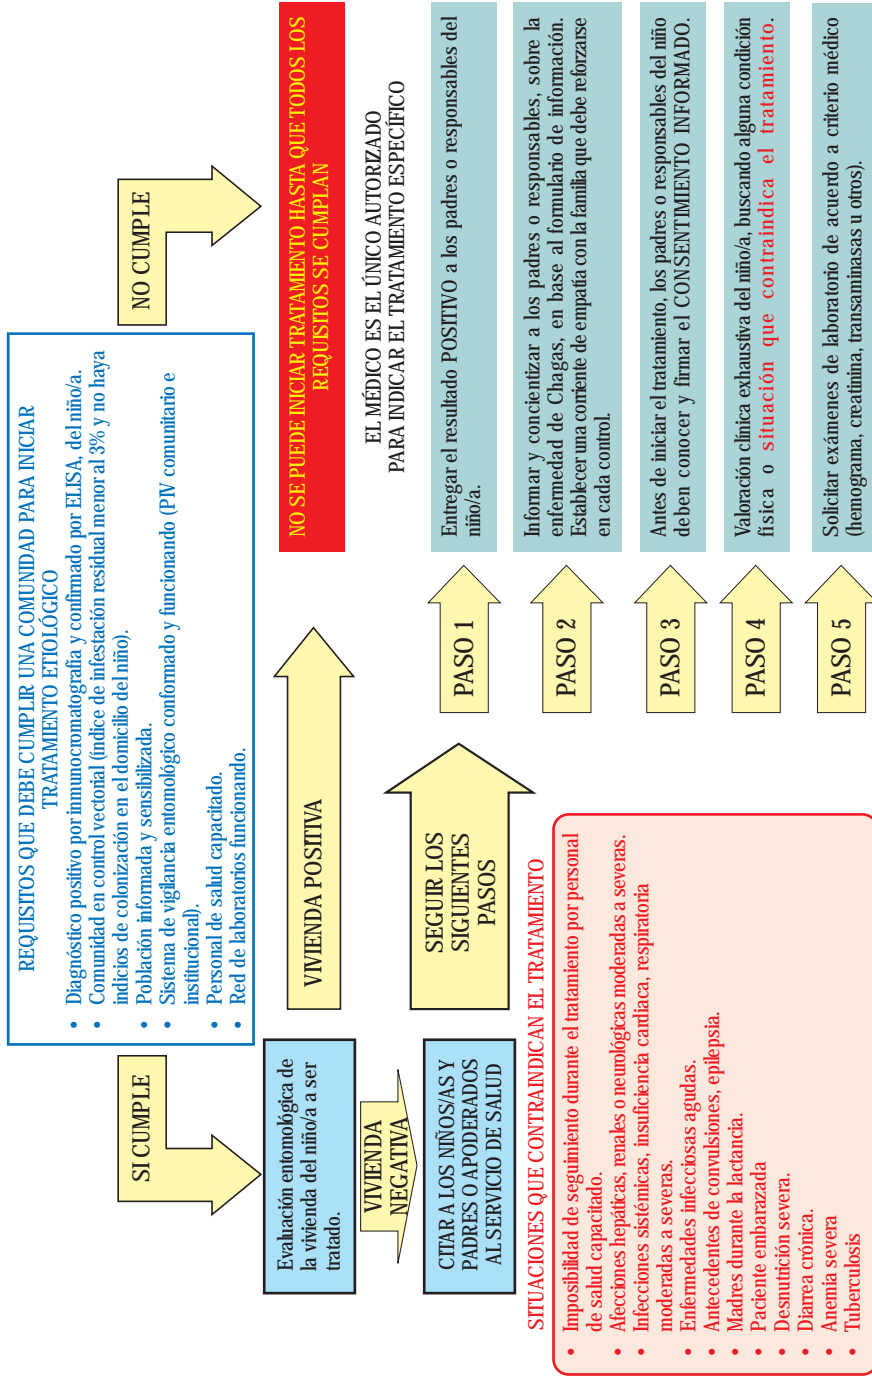 REQUISITOS QUE DEBE CUMPLIR UNA COMUNIDAD PARA INICIAR
TRATAMIENTO ETIOLÓGICO
• Diagnóstico positivo por inmunocromatografía y confirmado por ELISA, del niño/a.
• Comunidad en control vectorial (índice de infestación residual menor al 3% y no haya
indicios de colonización en el domicilio del niño).
• Población informada y sensibilizada.
• Sistema de vigilancia entomológico conformado y funcionando (PIV comunitario e
institucional).
• Personal de salud capacitado.
• Red de laboratorios funcionando.
SI CUMPLE
NO CUMPLE
Evaluación entomológica de
la vivienda del niño/a a ser
tratado.
VIVIENDA POSITIVA
NO SE PUEDE INICIAR TRATAMIENTO HASTA QUE TODOS LOS
REQUISITOS SE CUMPLAN
VIVIENDA
NEGATIVA
EL MÉDICO ES EL ÚNICO AUTORIZADO
PARA INDICAR EL TRATAMIENTO ESPECÍFICO
CITAR A LOS NIÑOS/AS Y
PADRES O APODERADOS
AL SERVICIO DE SALUD
SEGUIR LOS
SIGUIENTES
PASOS
PASO 1
Entregar el resultado POSITIVO a los padres o responsables del
niño/a.
PASO 2
Informar y concientizar a los padres o responsables, sobre la
enfermedad de Chagas, en base al formulario de información.
Establecer una corriente de empatía con la familia que debe reforzarse
en cada control.
PASO 3
Antes de iniciar el tratamiento, los padres o responsables del niño
deben conocer y firmar el CONSENTIMIENTO INFORMADO.
PASO 4
Valoración clínica exhaustiva del niño/a, buscando alguna condición
física o situación que contraindica el tratamiento.
PASO 5
Solicitar exámenes de laboratorio de acuerdo a criterio médico
(hemograma, creatinina, transaminasas u otros).
SITUACIONES QUE CONTRAINDICAN EL TRATAMIENTO
• Imposibilidad de seguimiento durante el tratamiento por personal
de salud capacitado.
• Afecciones hepáticas, renales o neurológicas moderadas a severas.
• Infecciones sistémicas, insuficiencia cardiaca, respiratoria
moderadas a severas.
• Enfermedades infecciosas agudas.
• Antecedentes de convulsiones, epilepsia.
• Madres durante la lactancia.
• Paciente embarazada
• Desnutrición severa.
• Diarrea crónica.
• Anemia severa
• Tuberculosis